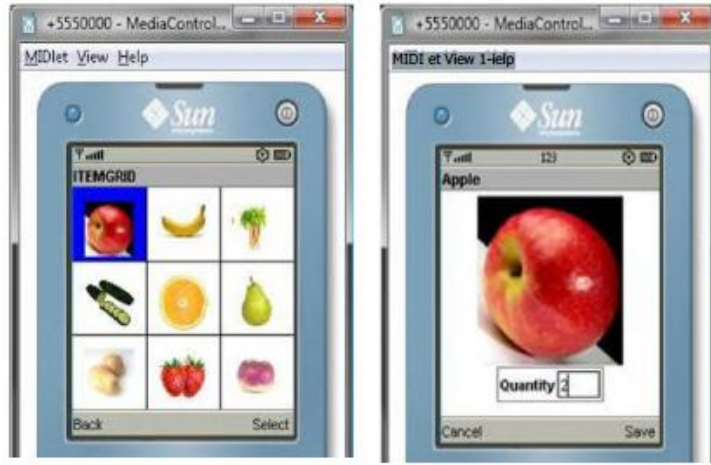 +5550000 - MediaControl...
MIDlet View Help
Sun
ITEMGRID
Back Select
+5550000 - MediaControl...
MIDI et View 1-ielp
Sun
123
Apple
Quantity 2
Cancel Save